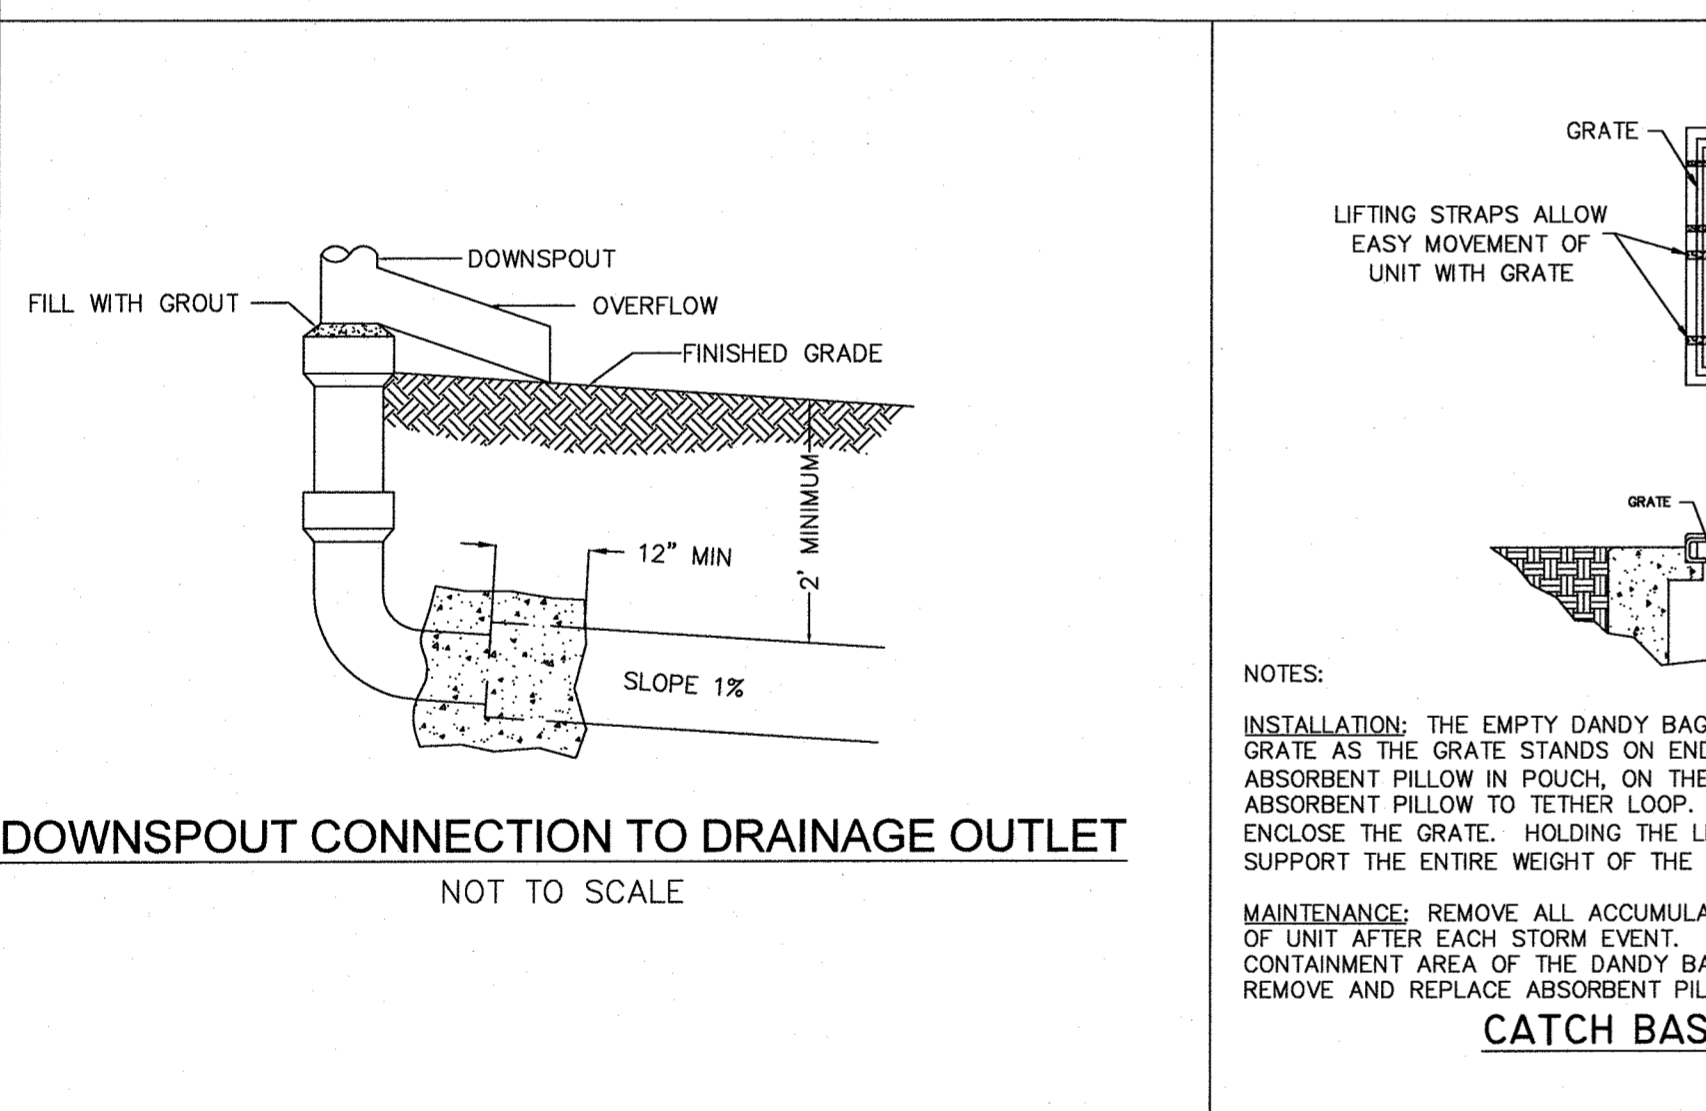 DOWNSPOUT
OVERFLOW
FILL WITH GROUT
FINISHED GRADE
2' MINIMUM
12" MIN
SLOPE 1%
DOWNSPOUT CONNECTION TO DRAINAGE OUTLET
NOT TO SCALE
GRATE
LIFTING STRAPS ALLOW
EASY MOVEMENT OF
UNIT WITH GRATE
GRATE
NOTES:
INSTALLATION: THE EMPTY DANDY BAG
GRATE AS THE GRATE STANDS ON END
ABSORBENT PILLOW IN POUCH, ON THE
ABSORBENT PILLOW TO TETHER LOOP.
ENCLOSE THE GRATE. HOLDING THE
SUPPORT THE ENTIRE WEIGHT OF THE
MAINTENANCE: REMOVE ALL ACCUMULA
OF UNIT AFTER EACH STORM EVENT.
CONTAINMENT AREA OF THE DANDY BA
REMOVE AND REPLACE ABSORBENT PIL
CATCH BAS